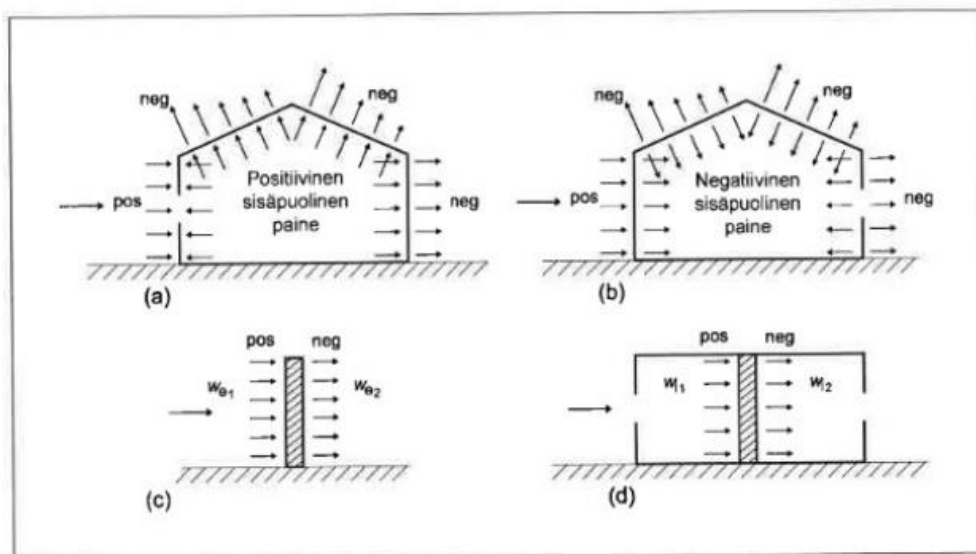 neg
neg
pos
Positiivinen
sisäpuolinen
paine
neg
(a)
neg
neg
pos
Negatiivinen
sisäpuolinen
paine
neg
(b)
pos
neg
we1
we2
(c)
pos
neg
wi1
wi2
(d)